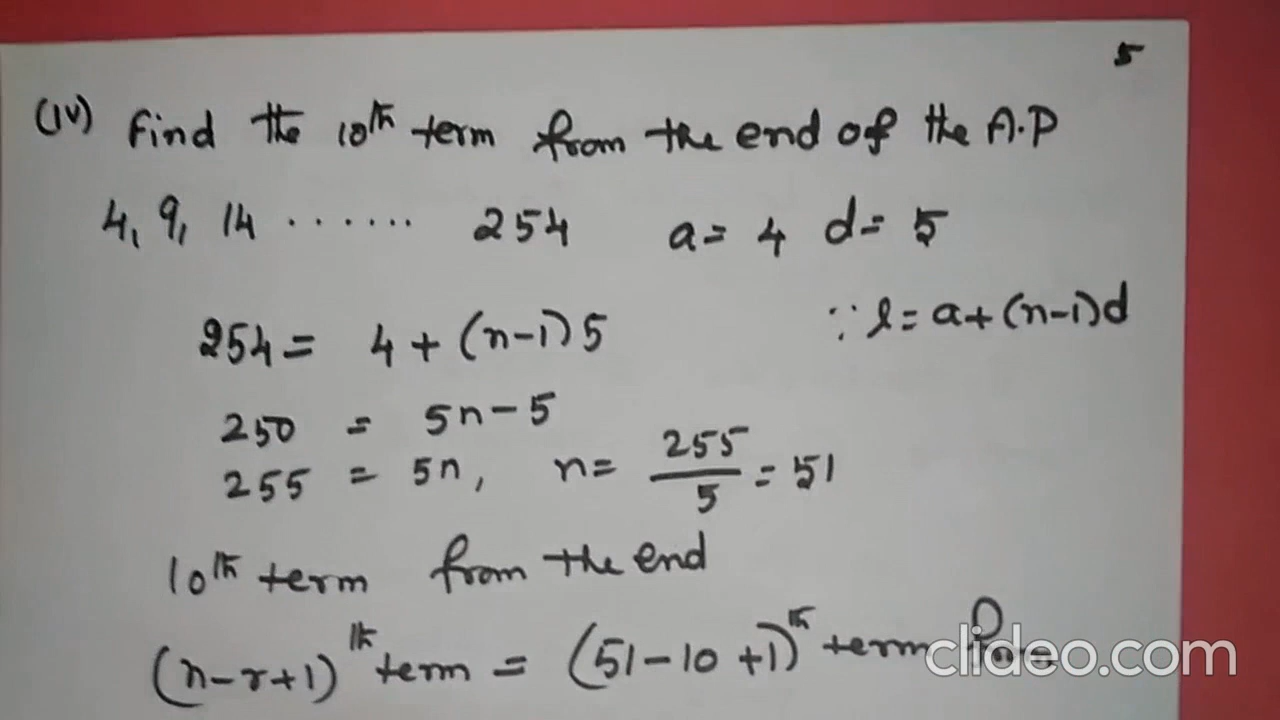 5
(iv) Find the 10th term from the end of the A.P
4, 9, 14 ....... 254 a= 4 d= 5
254 = 4 + (n-1) 5 ∵ l = a + (n-1)d
250 = 5n - 5
255 = 5n, n = 255/5 = 51
10th term from the end
(n-r+1)th term = (51-10+1)th term from
clideo.com